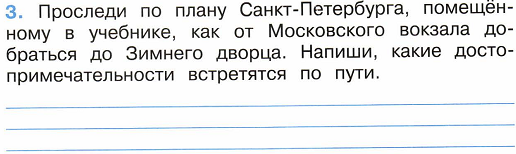 3. Проследи по плану Санкт-Петербурга, помещён-
ному в учебнике, как от Московского вокзала до-
браться до Зимнего дворца. Напиши, какие досто-
примечательности встретятся по пути.